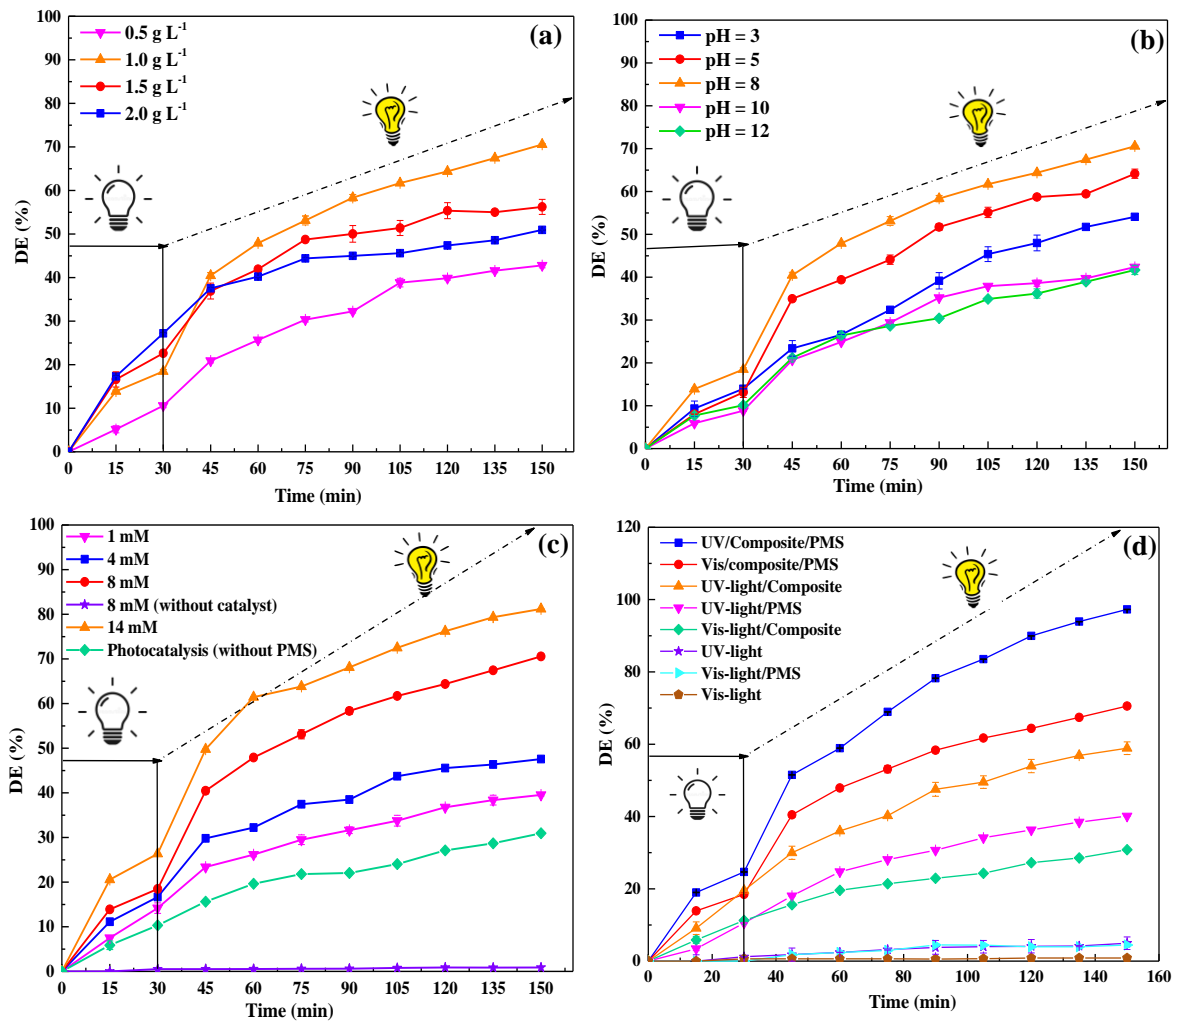 (a)
0.5 g L⁻¹
1.0 g L⁻¹
1.5 g L⁻¹
2.0 g L⁻¹
100
90
80
70
60
50
40
30
20
10
0
DE (%)
0 15 30 45 60 75 90 105 120 135 150
Time (min)
(b)
pH = 3
pH = 5
pH = 8
pH = 10
pH = 12
100
90
80
70
60
50
40
30
20
10
0
DE (%)
0 15 30 45 60 75 90 105 120 135 150
Time (min)
(c)
1 mM
4 mM
8 mM
8 mM (without catalyst)
14 mM
Photocatalysis (without PMS)
100
90
80
70
60
50
40
30
20
10
0
DE (%)
0 15 30 45 60 75 90 105 120 135 150
Time (min)
(d)
UV/Composite/PMS
Vis/composite/PMS
UV-light/Composite
UV-light/PMS
Vis-light/Composite
UV-light
Vis-light/PMS
Vis-light
120
100
80
60
40
20
0
DE (%)
0 20 40 60 80 100 120 140 160
Time (min)